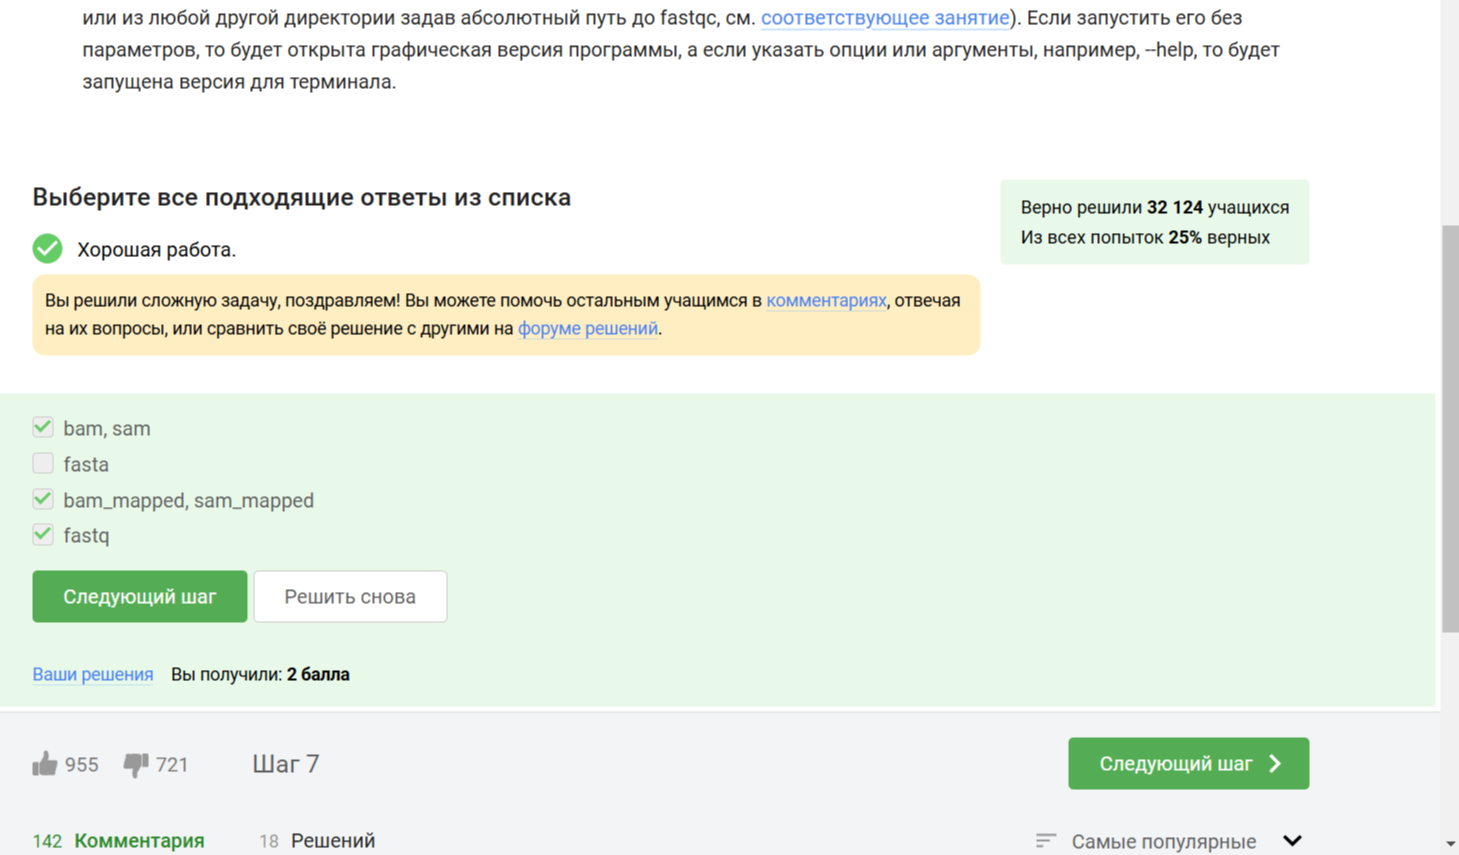 или из любой другой директории задав абсолютный путь до fastqc, см. соответствующее занятие). Если запустить его без
параметров, то будет открыта графическая версия программы, а если указать опции или аргументы, например, --help, то будет
запущена версия для терминала.
Выберите все подходящие ответы из списка
Верно решили 32 124 учащихся
Из всех попыток 25% верных
Хорошая работа.
Вы решили сложную задачу, поздравляем! Вы можете помочь остальным учащимся в комментариях, отвечая
на их вопросы, или сравнить своё решение с другими на форуме решений.
bam, sam
fasta
bam_mapped, sam_mapped
fastq
Следующий шаг Решить снова
Ваши решения Вы получили: 2 балла
955 721 Шаг 7 Следующий шаг
142 Комментария 18 Решений Самые популярные